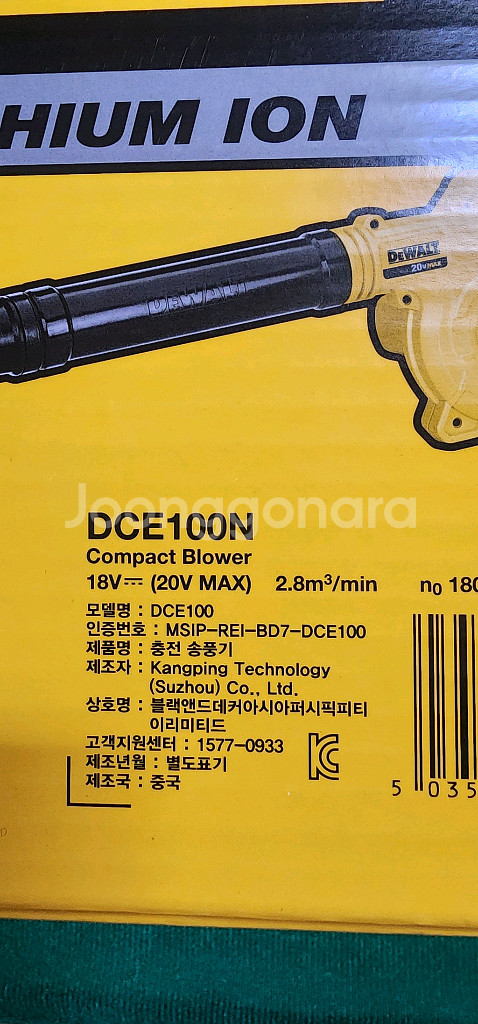 HIUM ION
DEWALT
20V MAX
DEWALT
Joonggonara
DCE100N
Compact Blower
18V⎓ (20V MAX) 2.8m³/min n₀ 180
모델명 : DCE100
인증번호 : MSIP-REI-BD7-DCE100
제품명 : 충전 송풍기
제조자 : Kangping Technology
(Suzhou) Co., Ltd.
상호명 : 블랙앤드데커아시아퍼시픽피티
이리미티드
고객지원센터 : 1577-0933
제조년월 : 별도표기
제조국 : 중국
5 035